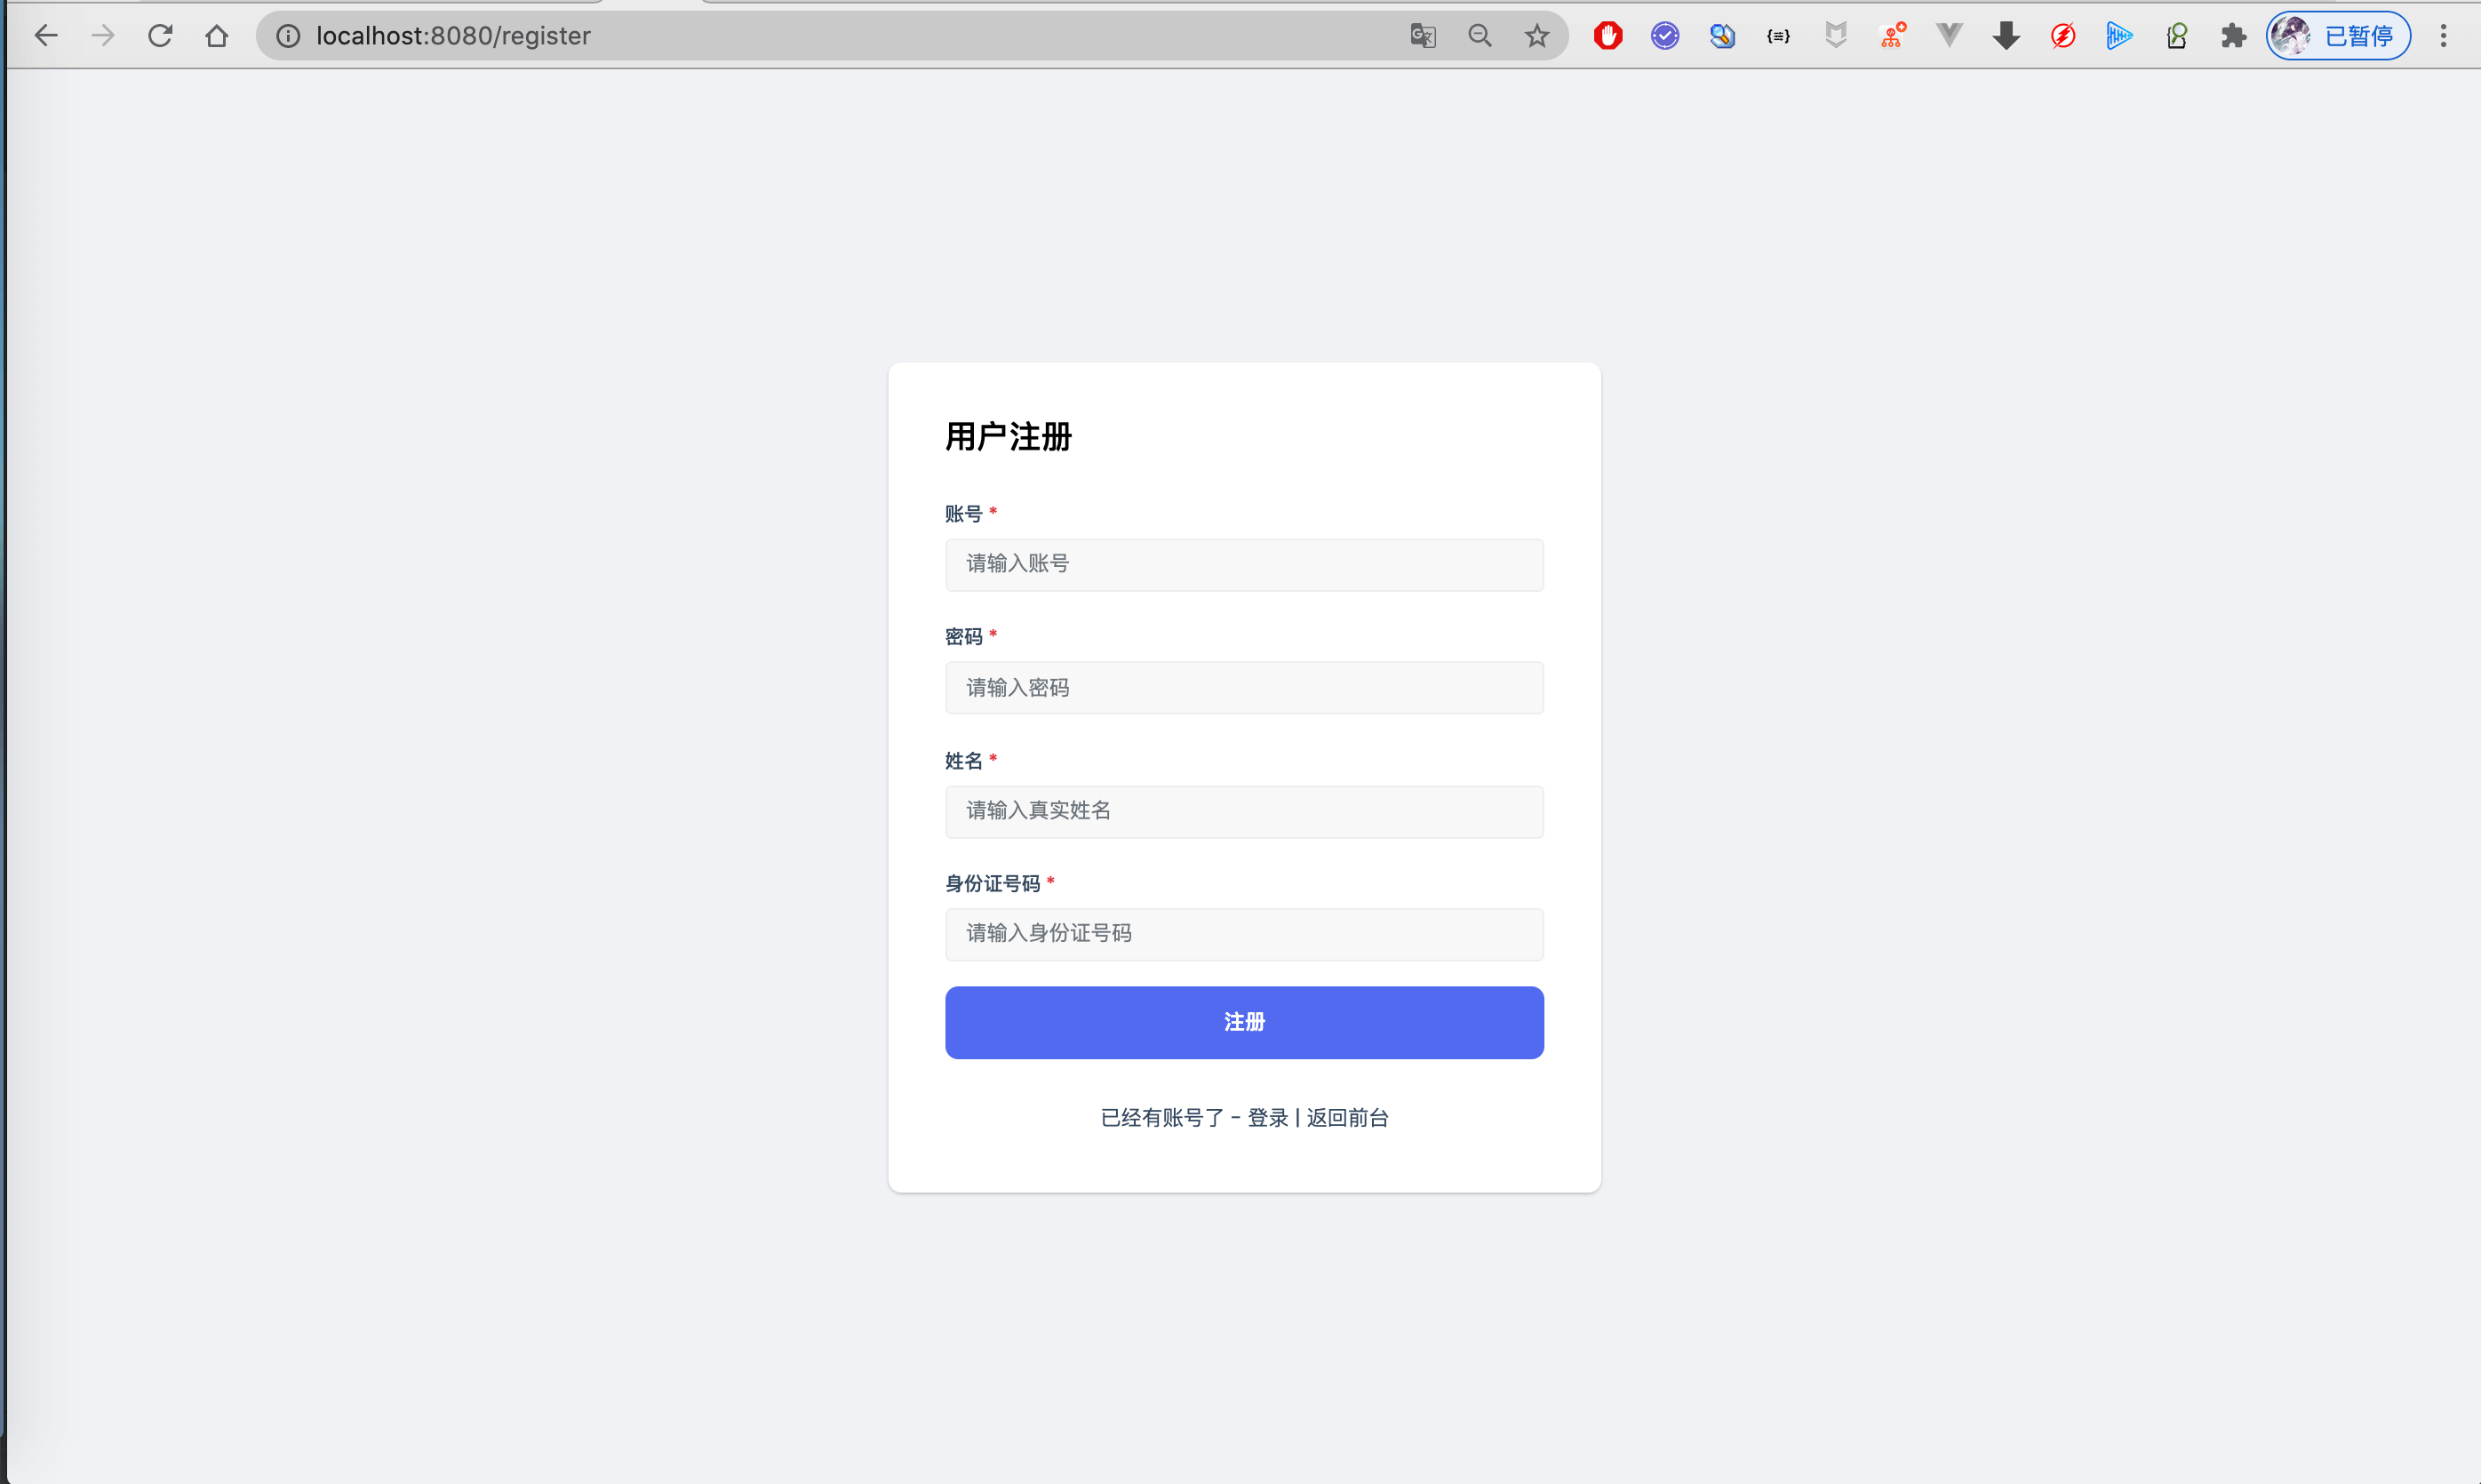 localhost:8080/register
已暂停
用户注册
账号 *
请输入账号
密码 *
请输入密码
姓名 *
请输入真实姓名
身份证号码 *
请输入身份证号码
注册
已经有账号了 - 登录 | 返回前台